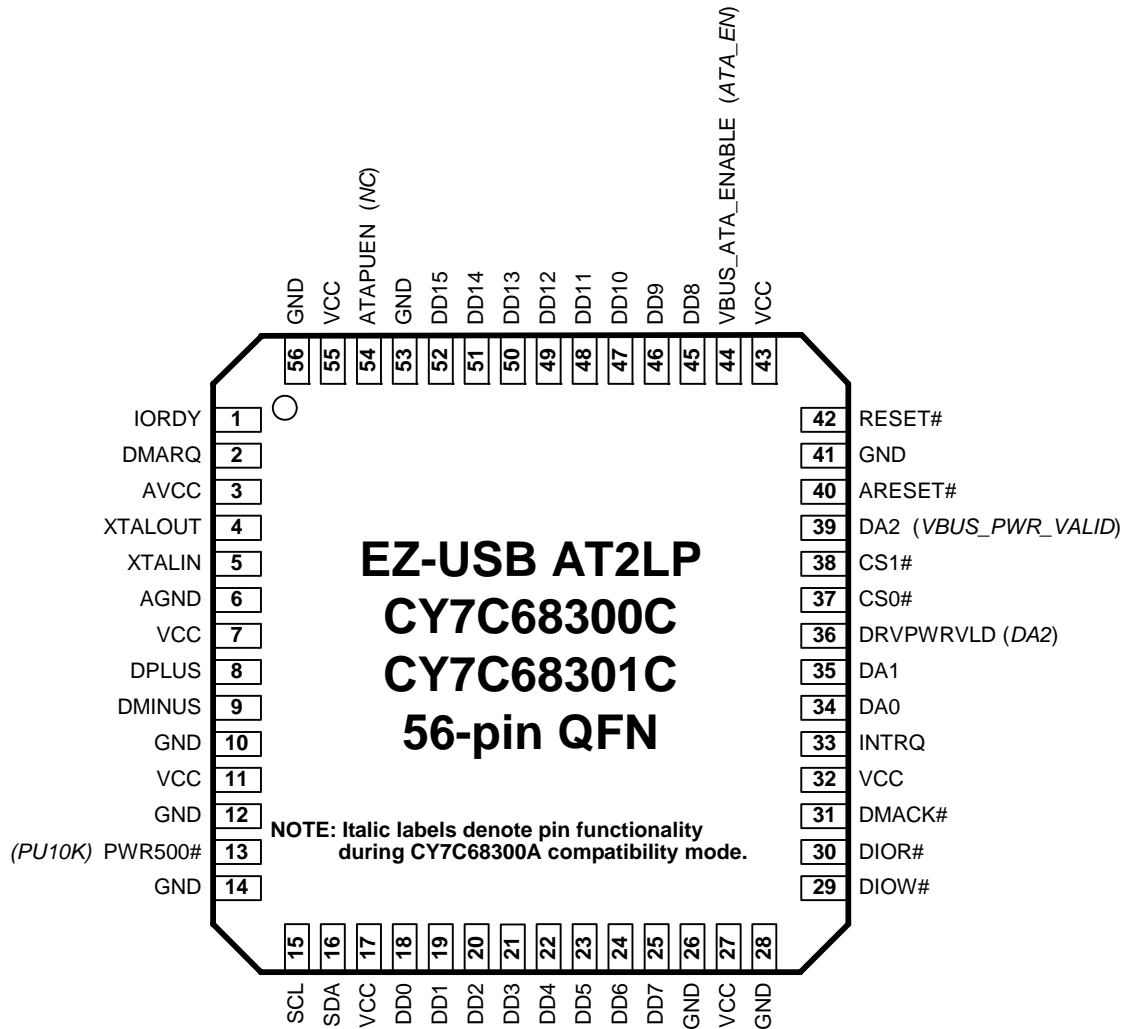 VBUS_ATA_ENABLE (ATA_EN)
ATAPUEN (NC)
GND
VCC
GND
DD15
DD14
DD13
DD12
DD11
DD10
DD9
DD8
VCC
56
55
54
53
52
51
50
49
48
47
46
45
44
43
IORDY 1
DMARQ 2
AVCC 3
XTALOUT 4
XTALIN 5
AGND 6
VCC 7
DPLUS 8
DMINUS 9
GND 10
VCC 11
GND 12
(PU10K) PWR500# 13
GND 14
EZ-USB AT2LP
CY7C68300C
CY7C68301C
56-pin QFN
NOTE: Italic labels denote pin functionality
during CY7C68300A compatibility mode.
42 RESET#
41 GND
40 ARESET#
39 DA2 (VBUS_PWR_VALID)
38 CS1#
37 CS0#
36 DRVPWRVLD (DA2)
35 DA1
34 DA0
33 INTRQ
32 VCC
31 DMACK#
30 DIOR#
29 DIOW#
15
16
17
18
19
20
21
22
23
24
25
26
27
28
SCL
SDA
VCC
DD0
DD1
DD2
DD3
DD4
DD5
DD6
DD7
GND
VCC
GND